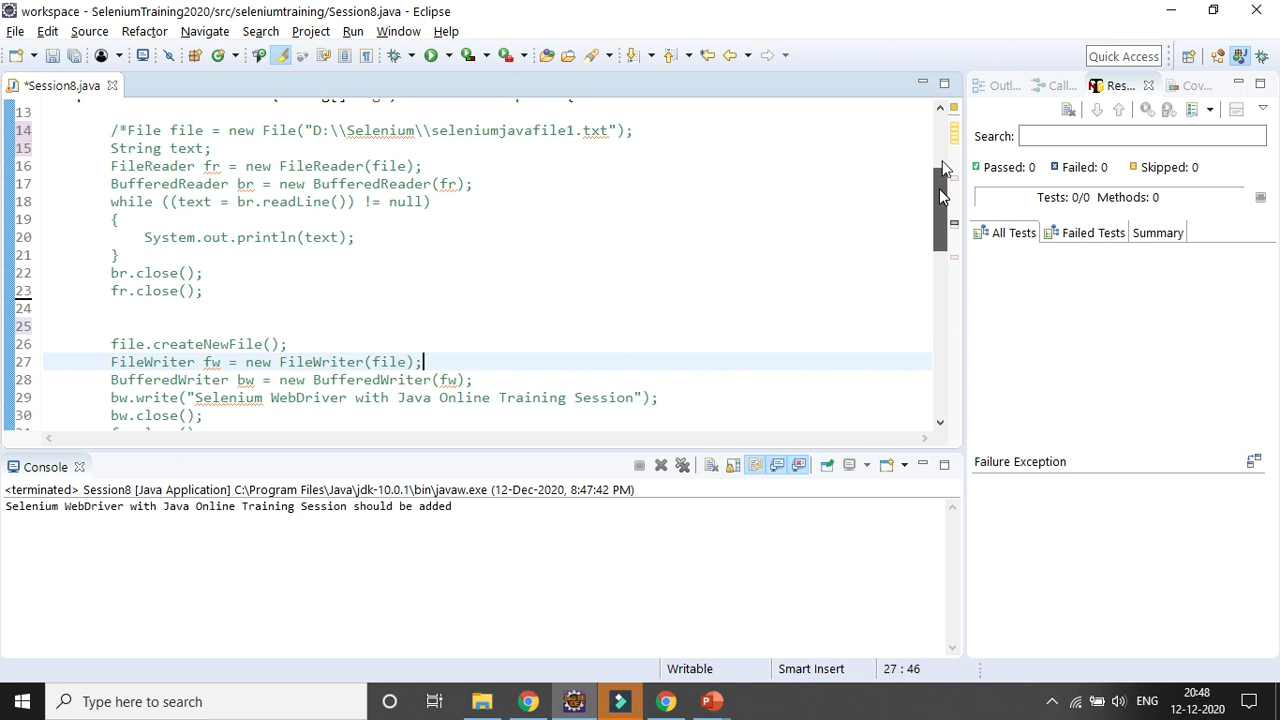 workspace - SeleniumTraining2020/src/seleniumtraining/Session8.java - Eclipse
File Edit Source Refactor Navigate Search Project Run Window Help
Quick Access
*Session8.java
Outl... Call... Res... Cov...
13
14 /*File file = new File("D:\\Selenium\\seleniumjavafile1.txt");
15 String text;
16 FileReader fr = new FileReader(file);
17 BufferedReader br = new BufferedReader(fr);
18 while ((text = br.readLine()) != null)
19 {
20 System.out.println(text);
21 }
22 br.close();
23 fr.close();
24
25
26 file.createNewFile();
27 FileWriter fw = new FileWriter(file);
28 BufferedWriter bw = new BufferedWriter(fw);
29 bw.write("Selenium WebDriver with Java Online Training Session");
30 bw.close();
Search:
Passed: 0 Failed: 0 Skipped: 0
Tests: 0/0 Methods: 0
All Tests Failed Tests Summary
Failure Exception
Console
<terminated> Session8 [Java Application] C:\Program Files\Java\jdk-10.0.1\bin\javaw.exe (12-Dec-2020, 8:47:42 PM)
Selenium WebDriver with Java Online Training Session should be added
Writable Smart Insert 27 : 46
Type here to search
ENG
20:48
12-12-2020